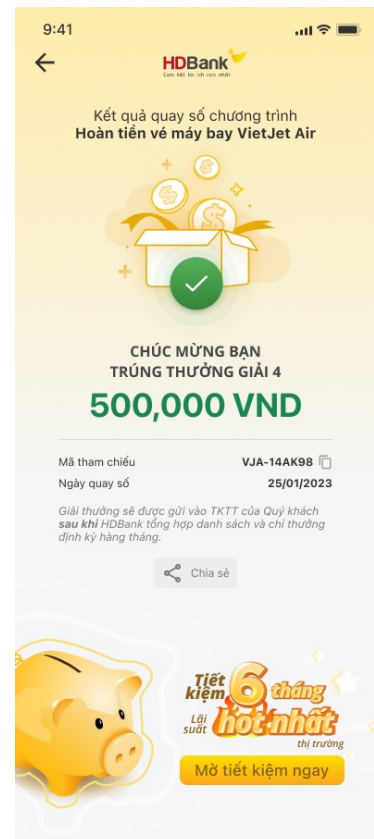 9:41
HDBank
Cam kết lợi ích cao nhất
Kết quả quay số chương trình
Hoàn tiền vé máy bay VietJet Air
CHÚC MỪNG BẠN
TRÚNG THƯỞNG GIẢI 4
500,000 VND
Mã tham chiếu VJA-14AK98
Ngày quay số 25/01/2023
Giải thưởng sẽ được gửi vào TKTT của Quý khách
sau khi HDBank tổng hợp danh sách và chi thưởng
định kỳ hàng tháng.
Chia sẻ
Tiết kiệm 6 tháng
Lãi suất hot nhất
thị trường
Mở tiết kiệm ngay